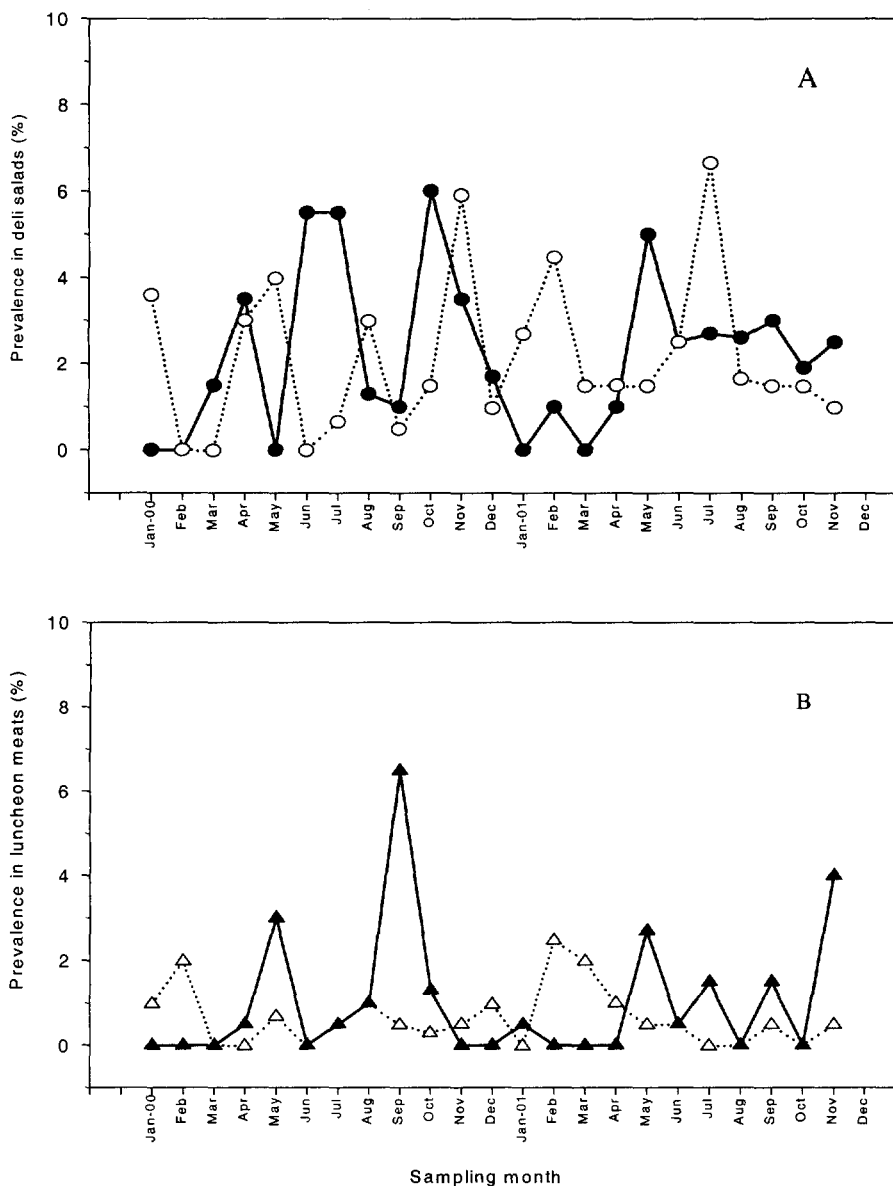 A
Prevalence in deli salads (%)
10
8
6
4
2
0
Jan-00
Feb
Mar
Apr
May
Jun
Jul
Aug
Sep
Oct
Nov
Dec
Jan-01
Feb
Mar
Apr
May
Jun
Jul
Aug
Sep
Oct
Nov
Dec
B
Prevalence in luncheon meats (%)
10
8
6
4
2
0
Jan-00
Feb
Mar
Apr
May
Jun
Jul
Aug
Sep
Oct
Nov
Dec
Jan-01
Feb
Mar
Apr
May
Jun
Jul
Aug
Sep
Oct
Nov
Dec
Sampling month